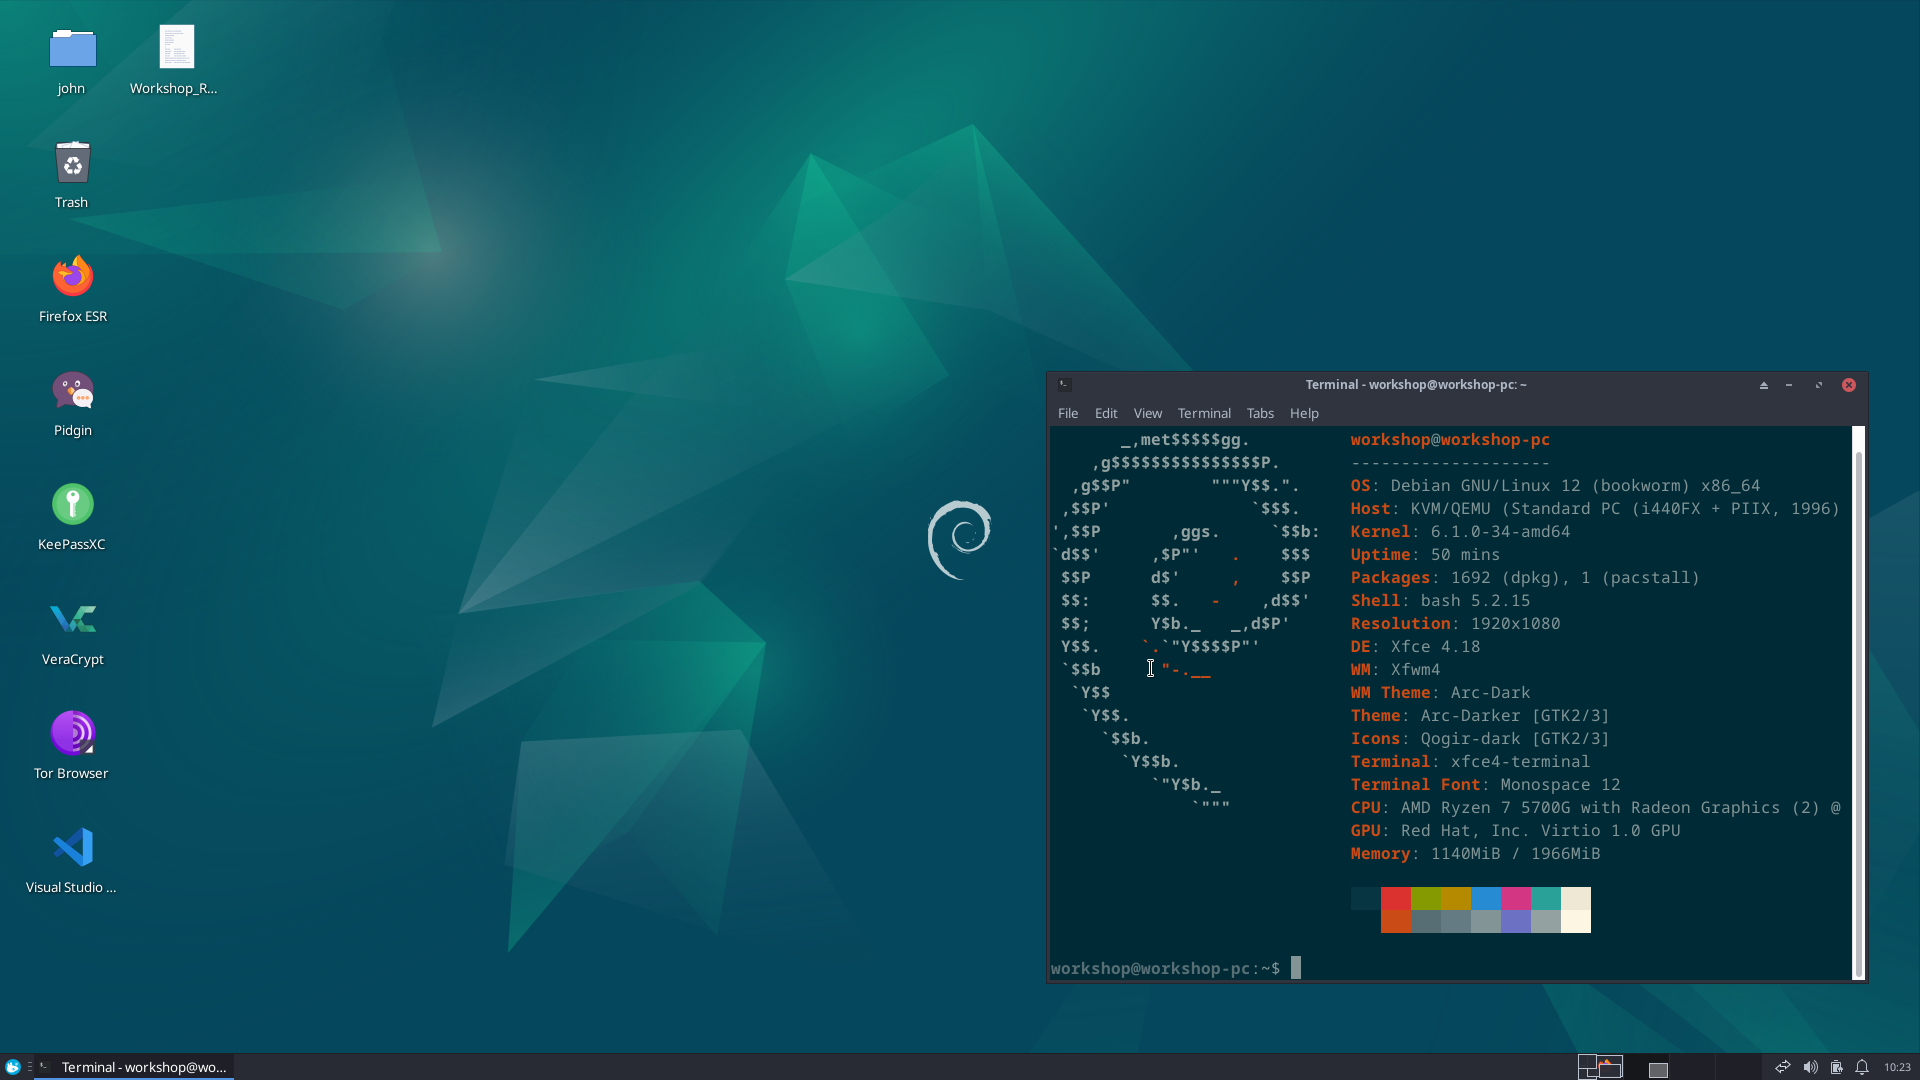 john
Workshop_R...
Trash
Firefox ESR
Pidgin
KeePassXC
VeraCrypt
Tor Browser
Visual Studio ...
Terminal - workshop@workshop-pc: ~
File Edit View Terminal Tabs Help
       _,met$$$$$gg.          workshop@workshop-pc
    ,g$$$$$$$$$$$$$$$P.       --------------------
  ,g$$P"        """Y$$.".     OS: Debian GNU/Linux 12 (bookworm) x86_64
 ,$$P'              `$$$.     Host: KVM/QEMU (Standard PC (i440FX + PIIX, 1996)
',$$P       ,ggs.     `$$b:   Kernel: 6.1.0-34-amd64
`d$$'     ,$P"'   .    $$$    Uptime: 50 mins
 $$P      d$'     ,    $$P    Packages: 1692 (dpkg), 1 (pacstall)
 $$:      $$.   -    ,d$$'    Shell: bash 5.2.15
 $$;      Y$b._   _,d$P'      Resolution: 1920x1080
 Y$$.    `.`"Y$$$$P"'         DE: Xfce 4.18
 `$$b      "-.__              WM: Xfwm4
  `Y$$                        WM Theme: Arc-Dark
   `Y$$.                      Theme: Arc-Darker [GTK2/3]
     `$$b.                    Icons: Qogir-dark [GTK2/3]
       `Y$$b.                 Terminal: xfce4-terminal
          `"Y$b._             Terminal Font: Monospace 12
              `"""            CPU: AMD Ryzen 7 5700G with Radeon Graphics (2) @
                              GPU: Red Hat, Inc. Virtio 1.0 GPU
                              Memory: 1140MiB / 1966MiB
workshop@workshop-pc:~$
Terminal - workshop@wo...
10:23